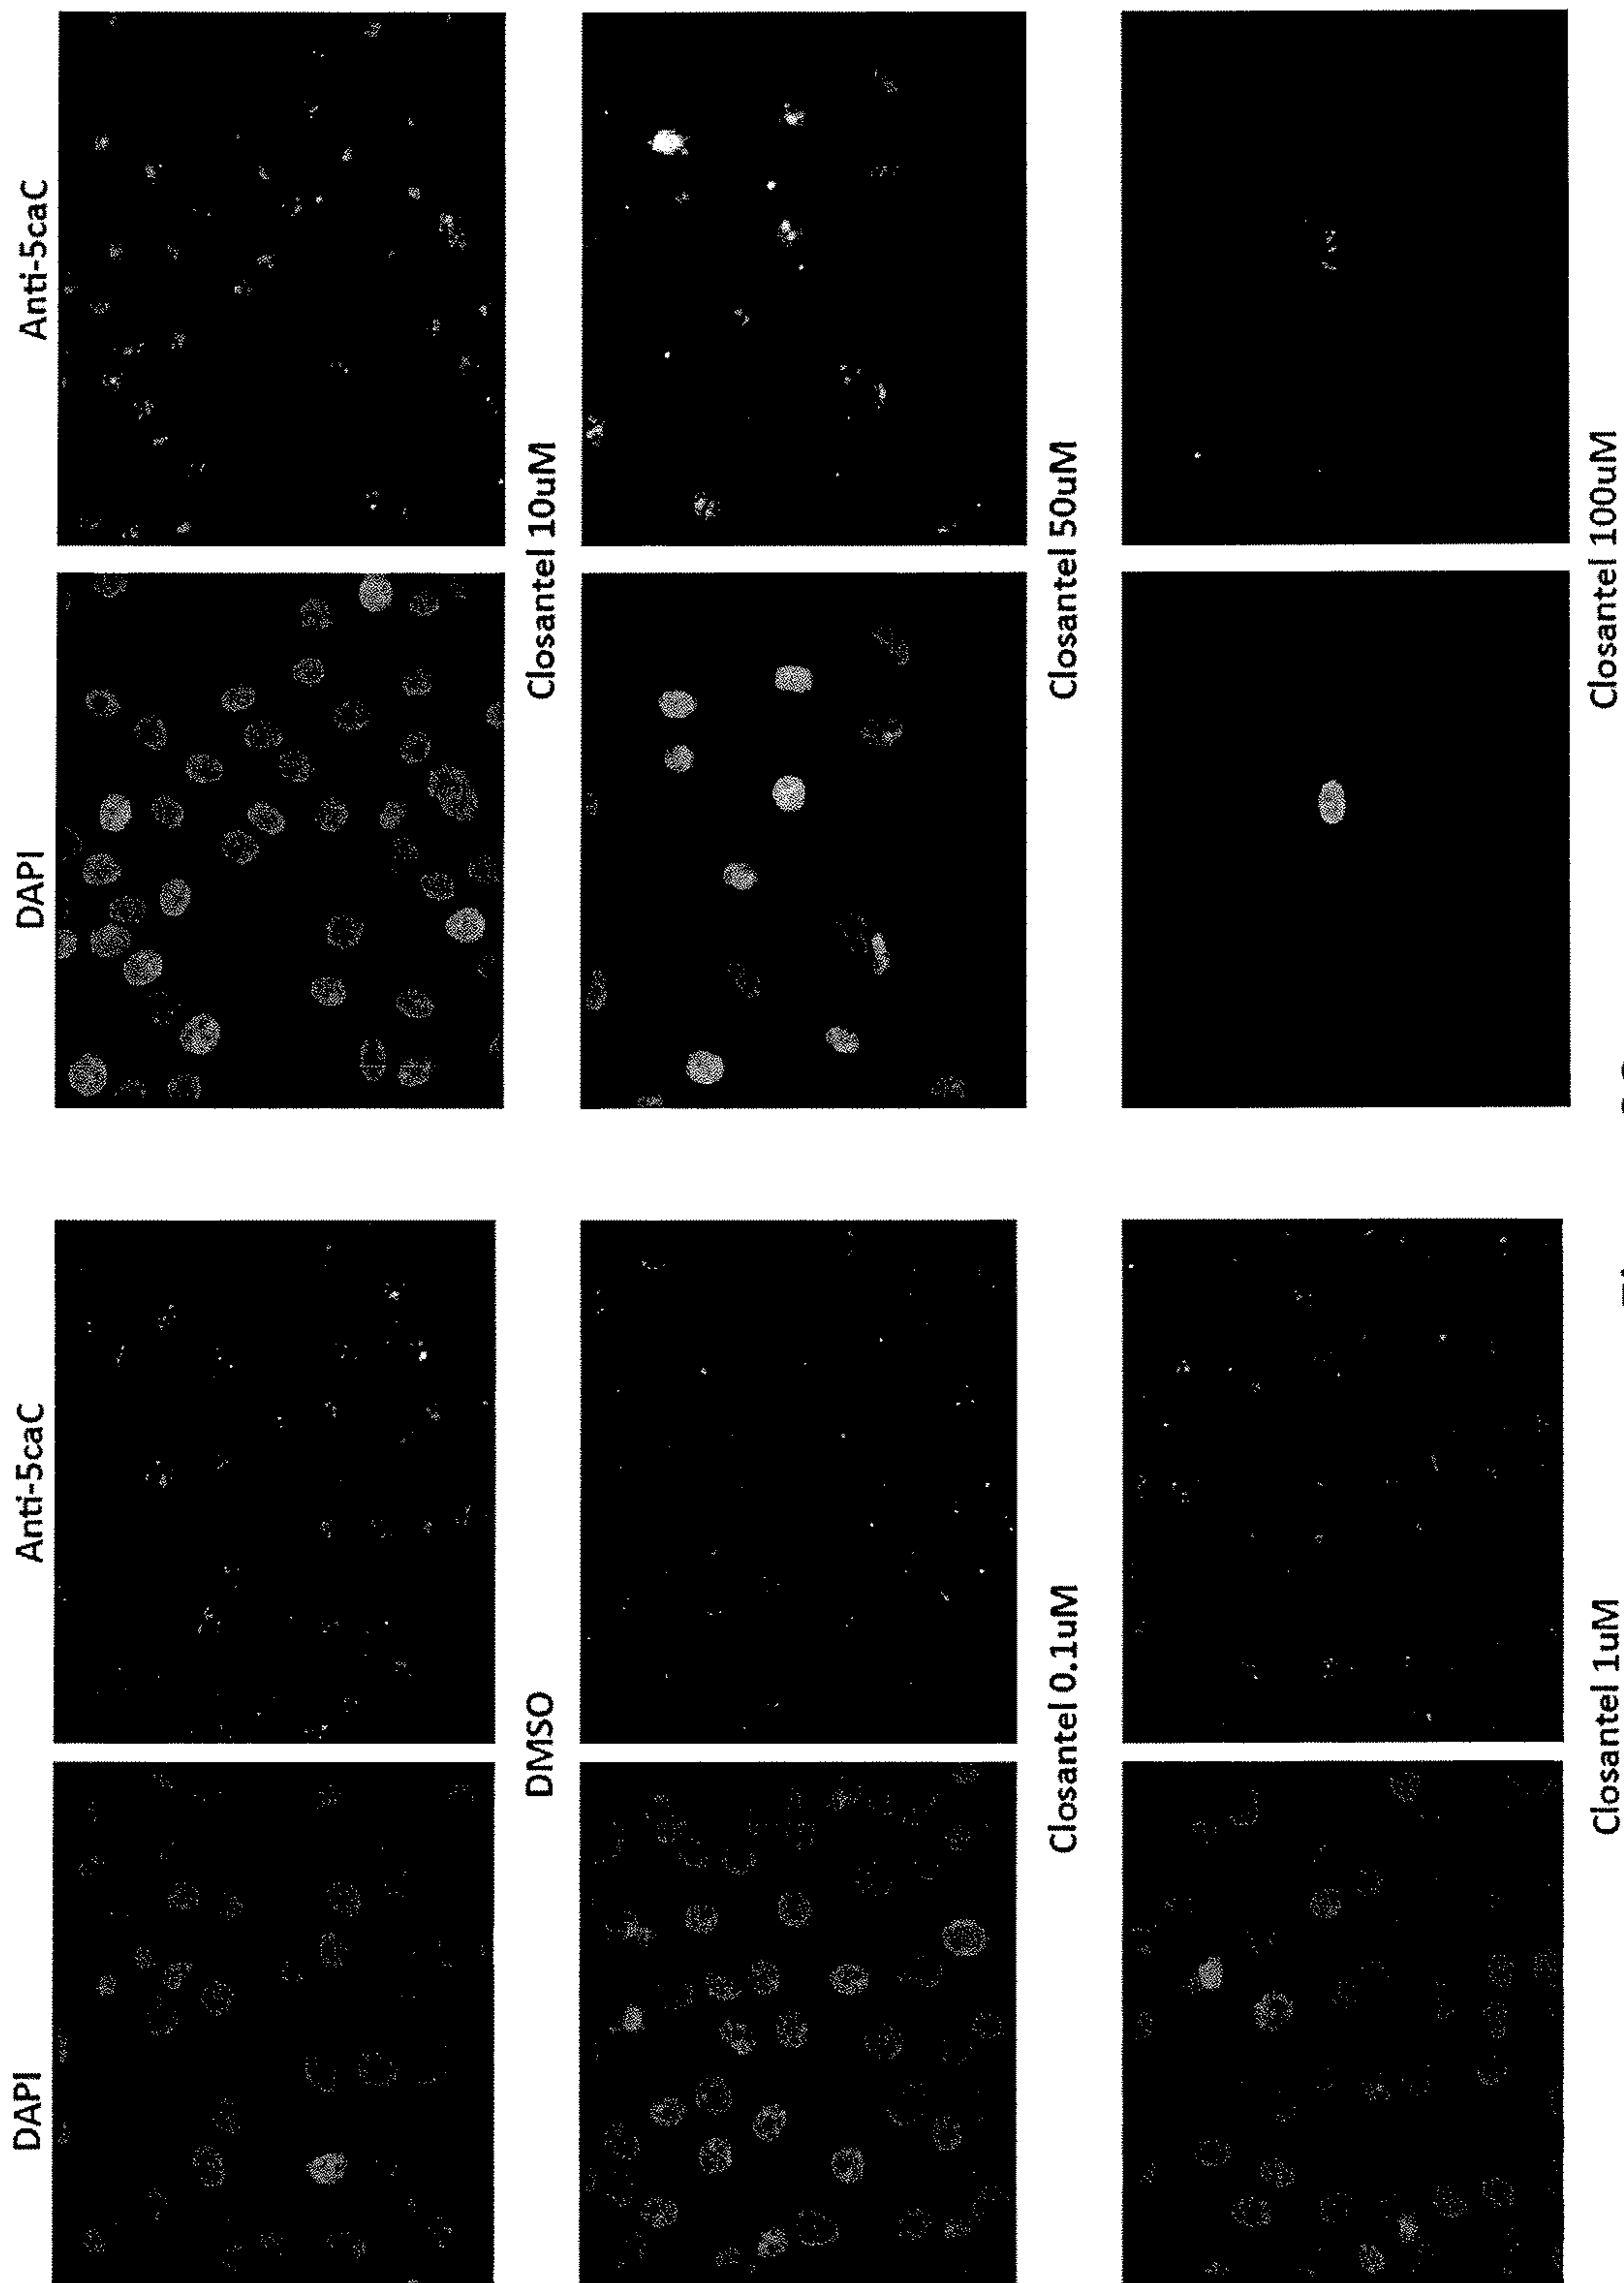 DAPI Anti-5caC DAPI Anti-5caC
DMSO Closantel 10uM
Closantel 0.1uM Closantel 50uM
Closantel 1uM Closantel 100uM